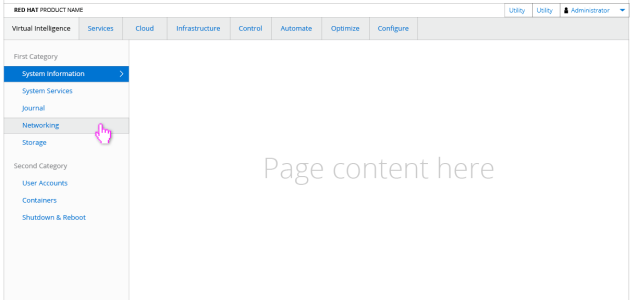 RED HAT PRODUCT NAME Utility Utility Administrator
Virtual Intelligence Services Cloud Infrastructure Control Automate Optimize Configure
First Category
System Information
System Services
Journal
Networking
Storage
Page content here
Second Category
User Accounts
Containers
Shutdown & Reboot